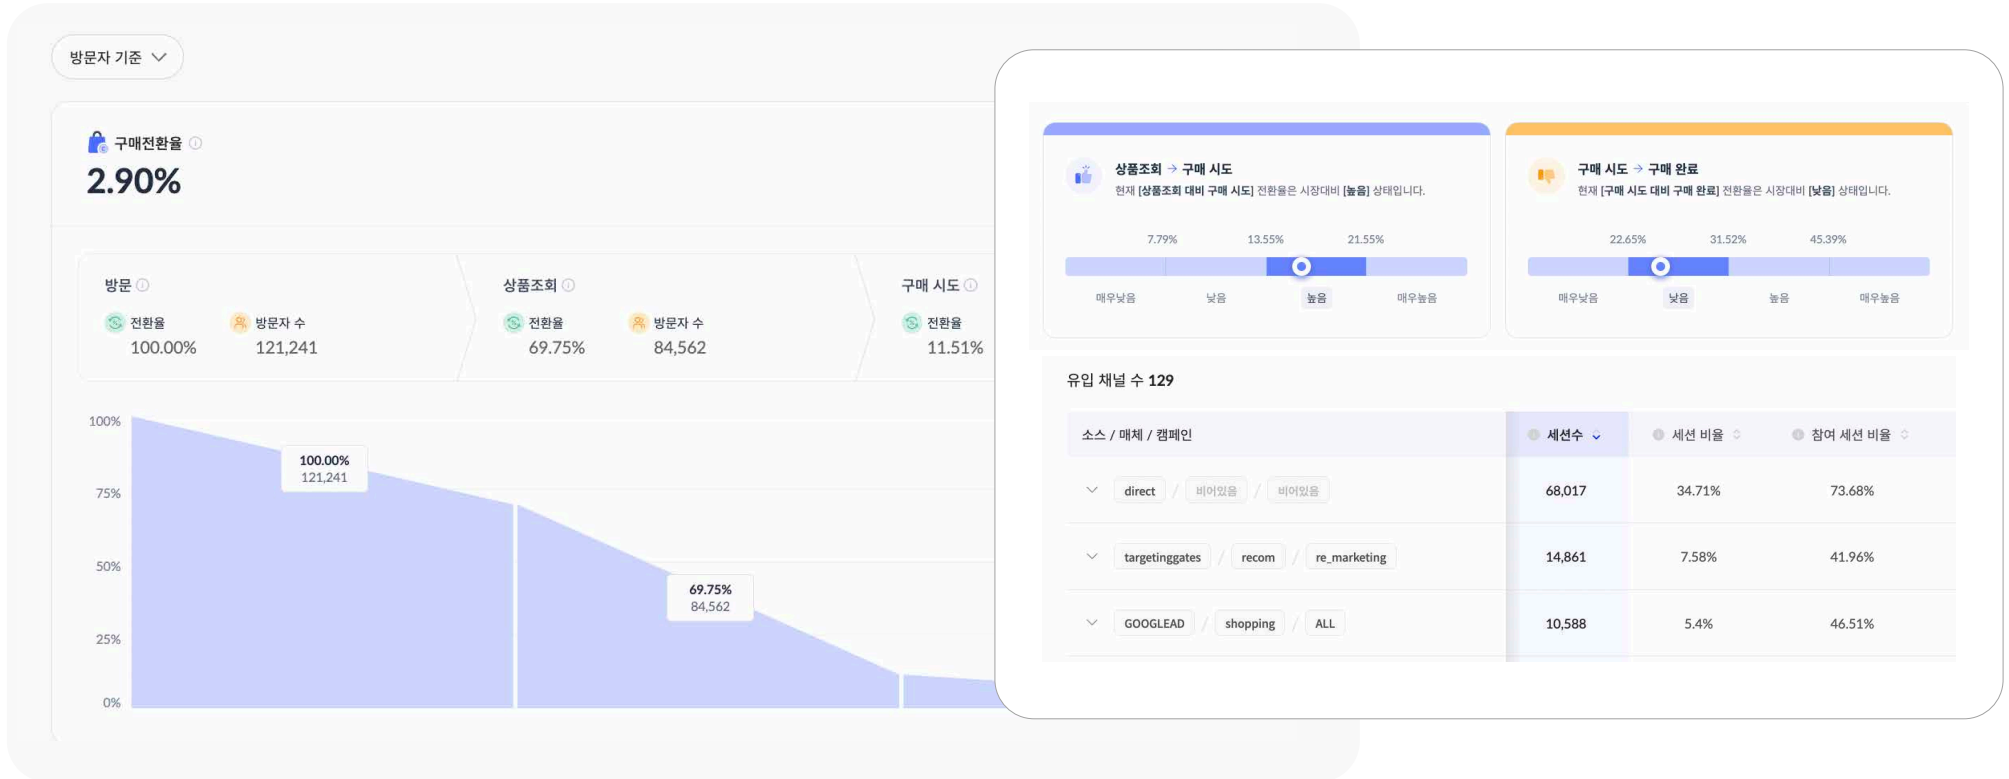 방문자 기준
구매전환율
2.90%
방문
전환율 방문자 수
100.00% 121,241
상품조회
전환율 방문자 수
69.75% 84,562
구매 시도
전환율
11.51%
100%
75%
50%
25%
0%
100.00%
121,241
69.75%
84,562
상품조회 → 구매 시도
현재 [상품조회 대비 구매 시도] 전환율은 시장대비 [높음] 상태입니다.
7.79% 13.55% 21.55%
매우낮음 낮음 높음 매우높음
구매 시도 → 구매 완료
현재 [구매 시도 대비 구매 완료] 전환율은 시장대비 [낮음] 상태입니다.
22.65% 31.52% 45.39%
매우낮음 낮음 높음 매우높음
유입 채널 수 129
소스 / 매체 / 캠페인 세션수 세션 비율 참여 세션 비율
direct / 비어있음 / 비어있음 68,017 34.71% 73.68%
targetinggates / recom / re_marketing 14,861 7.58% 41.96%
GOOGLEAD / shopping / ALL 10,588 5.4% 46.51%